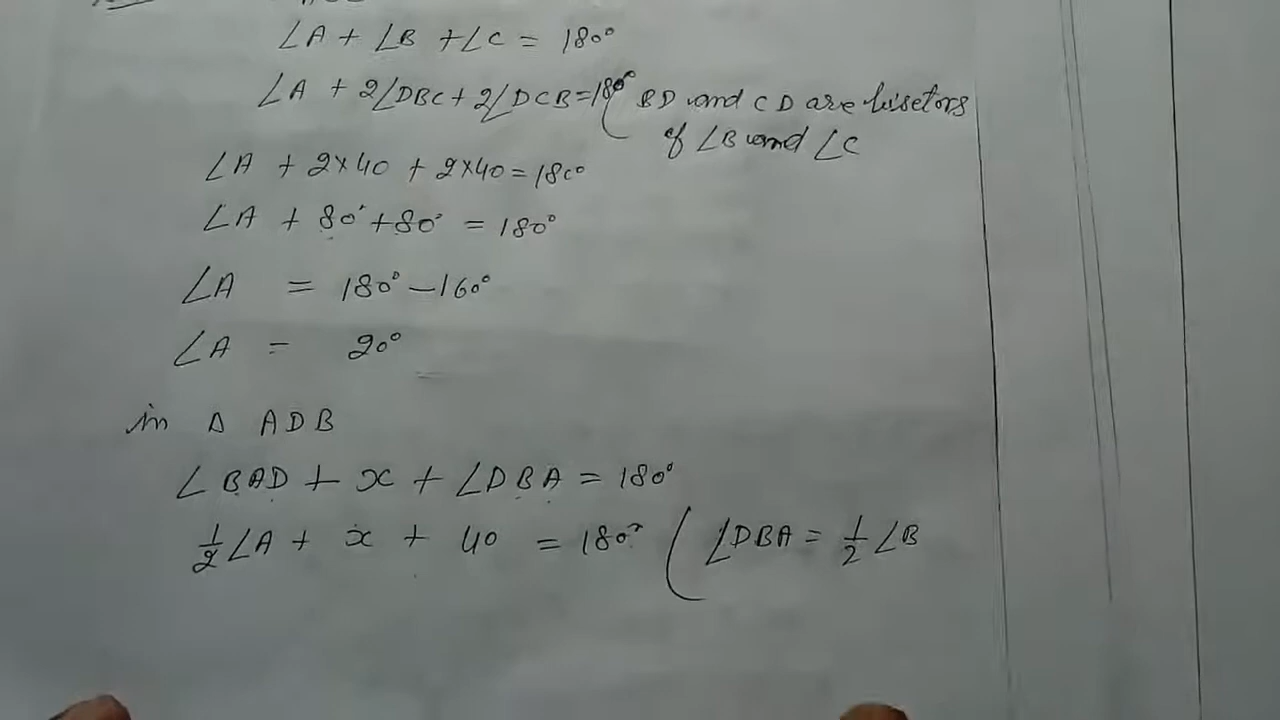 ∠A + ∠B + ∠C = 180°
∠A + 2∠DBC + 2∠DCB = 180° ( BD and CD are bisetors
of ∠B and ∠C
∠A + 2×40 + 2×40 = 180°
∠A + 80° + 80° = 180°
∠A = 180° – 160°
∠A = 20°
in Δ ADB
∠BAD + x + ∠DBA = 180°
1/2 ∠A + x + 40 = 180° ( ∠DBA = 1/2 ∠B